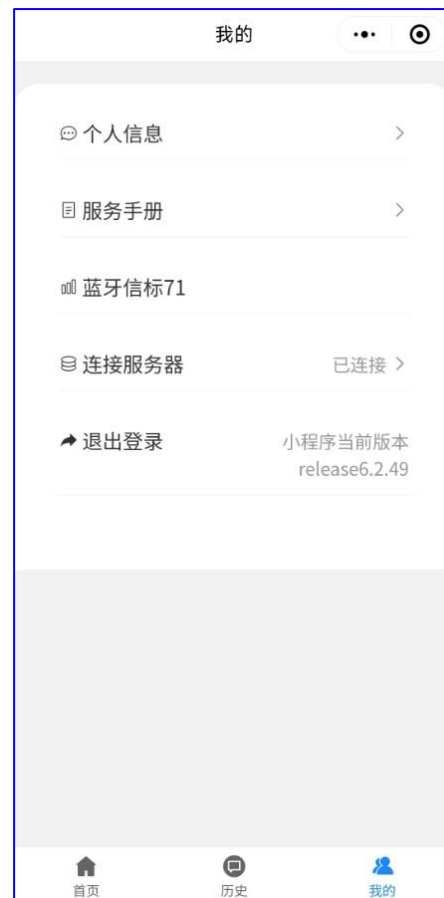 我的
个人信息
服务手册
蓝牙信标71
连接服务器 已连接
退出登录 小程序当前版本
release6.2.49
首页 历史 我的